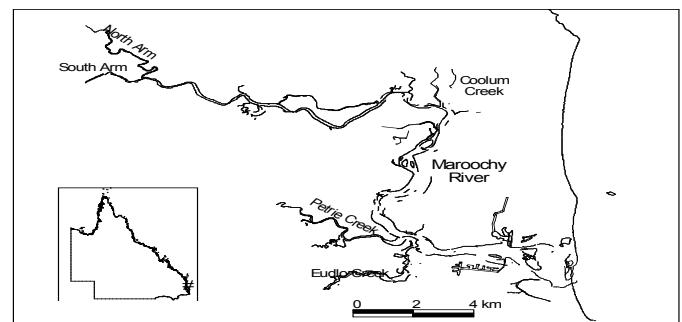 North Arm
South Arm
Coolum
Creek
Maroochy
River
Petrie Creek
Eudlo Creek
0 2 4 km